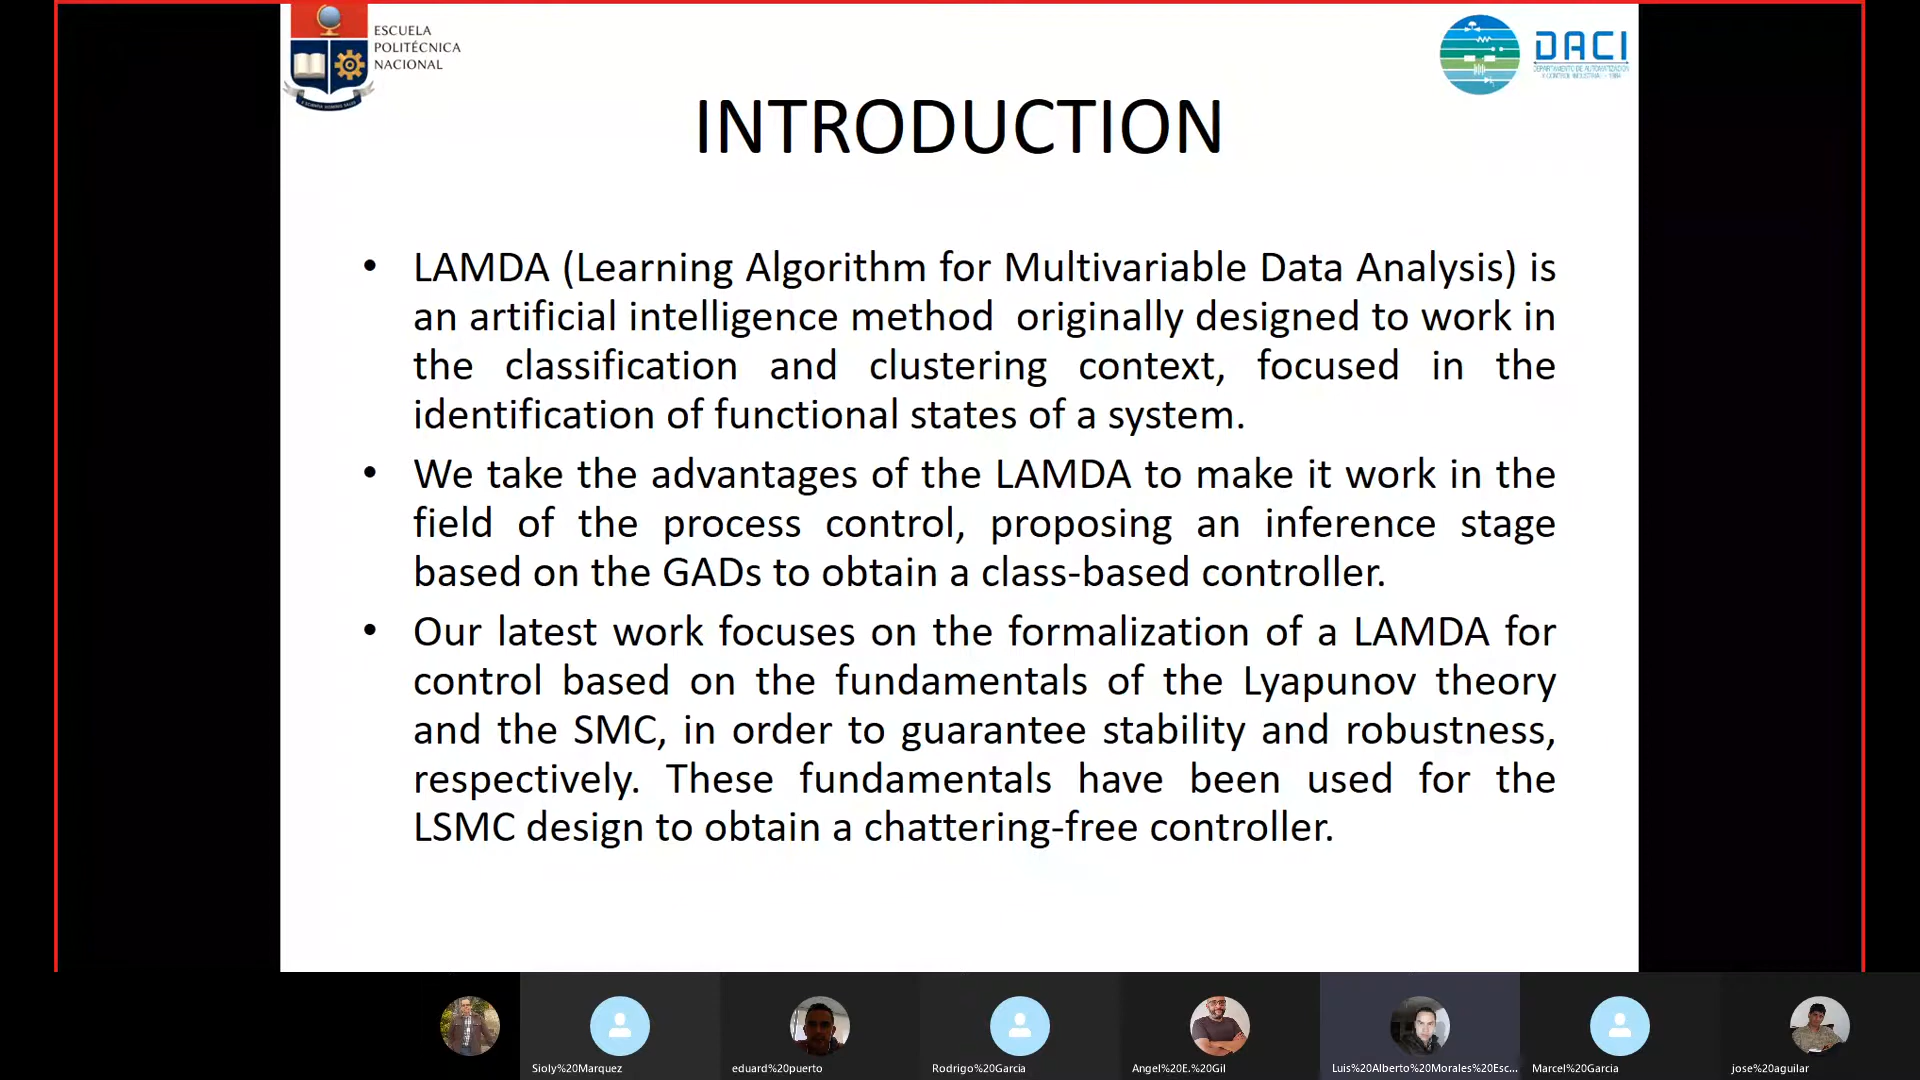 ESCUELA
POLITÉCNICA
NACIONAL
DACI
DEPARTAMENTO DE AUTOMATIZACIÓN
Y CONTROL INDUSTRIAL
INTRODUCTION
• LAMDA (Learning Algorithm for Multivariable Data Analysis) is
an artificial intelligence method originally designed to work in
the classification and clustering context, focused in the
identification of functional states of a system.
• We take the advantages of the LAMDA to make it work in the
field of the process control, proposing an inference stage
based on the GADs to obtain a class-based controller.
• Our latest work focuses on the formalization of a LAMDA for
control based on the fundamentals of the Lyapunov theory
and the SMC, in order to guarantee stability and robustness,
respectively. These fundamentals have been used for the
LSMC design to obtain a chattering-free controller.
Sioly%20Marquez
eduard%20puerto
Rodrigo%20Garcia
Angel%20E.%20Gil
Luis%20Alberto%20Morales%20Esc...
Marcel%20Garcia
jose%20aguilar